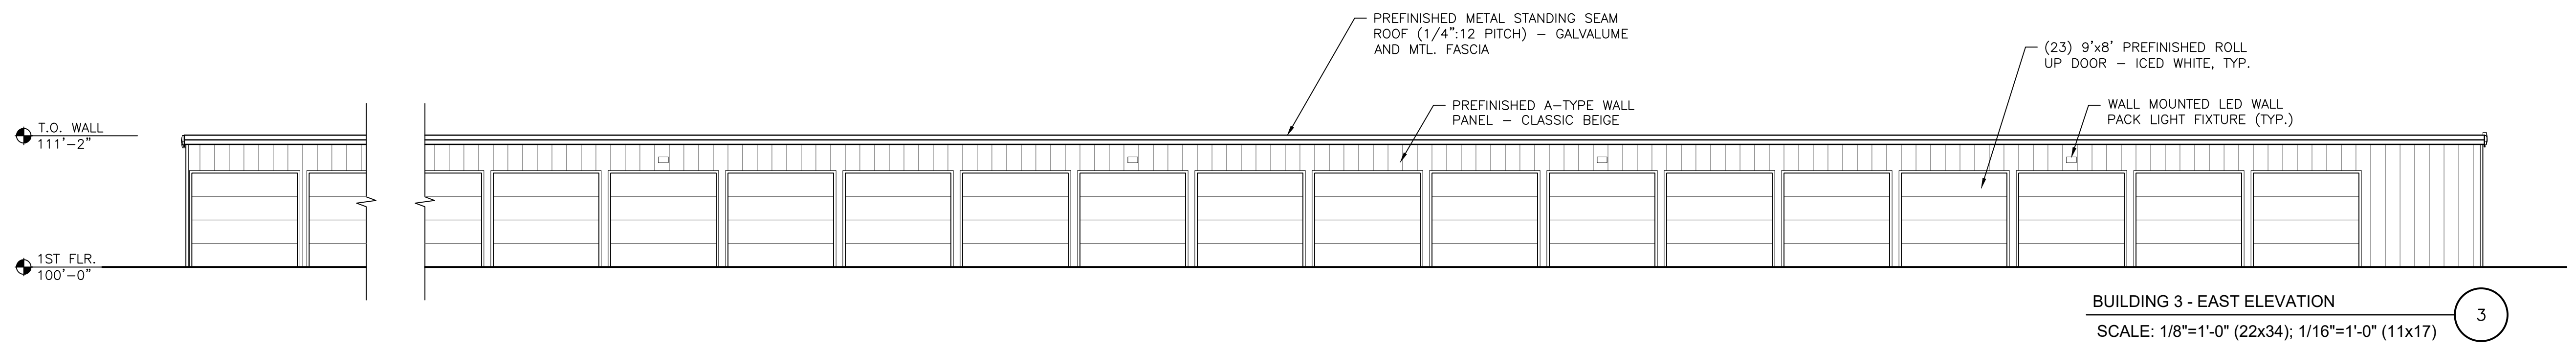 PREFINISHED METAL STANDING SEAM
ROOF (1/4":12 PITCH) – GALVALUME
AND MTL. FASCIA
(23) 9'x8' PREFINISHED ROLL
UP DOOR – ICED WHITE, TYP.
PREFINISHED A–TYPE WALL
PANEL – CLASSIC BEIGE
WALL MOUNTED LED WALL
PACK LIGHT FIXTURE (TYP.)
T.O. WALL
111'–2"
1ST FLR.
100'–0"
BUILDING 3 - EAST ELEVATION
3
SCALE: 1/8"=1'-0" (22x34); 1/16"=1'-0" (11x17)